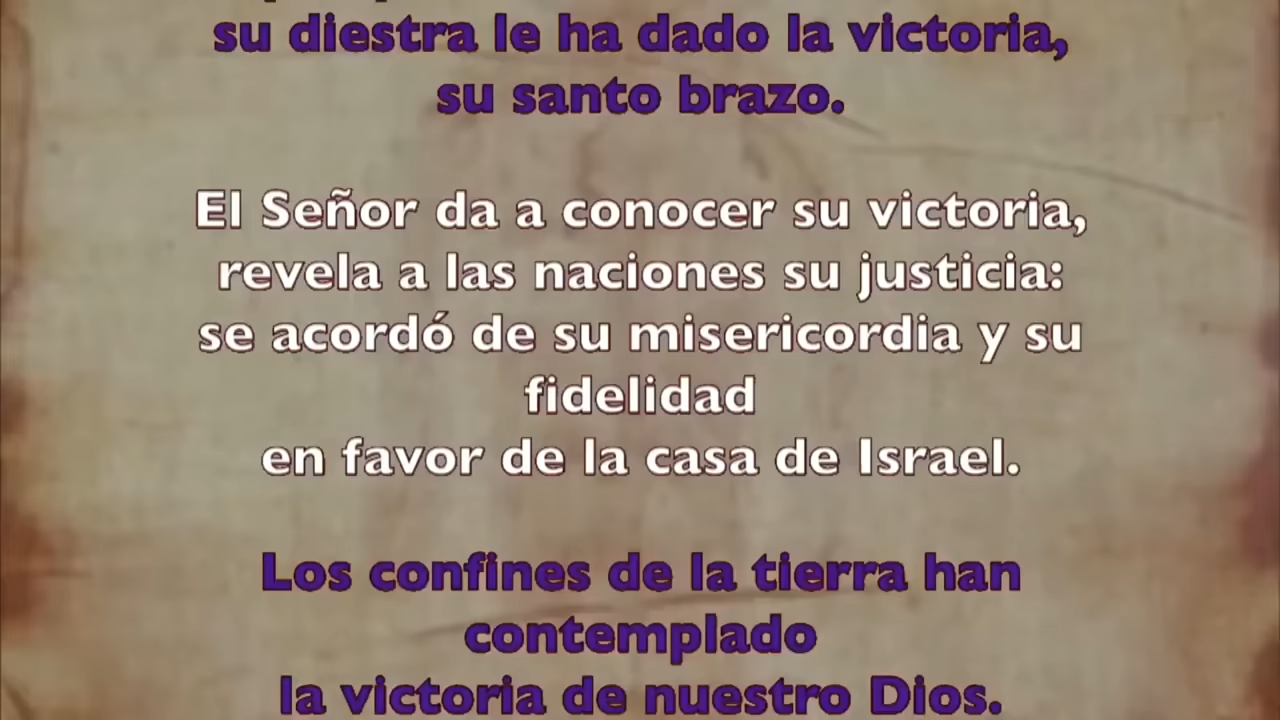 su diestra le ha dado la victoria,
su santo brazo.
El Señor da a conocer su victoria,
revela a las naciones su justicia:
se acordó de su misericordia y su
fidelidad
en favor de la casa de Israel.
Los confines de la tierra han
contemplado
la victoria de nuestro Dios.